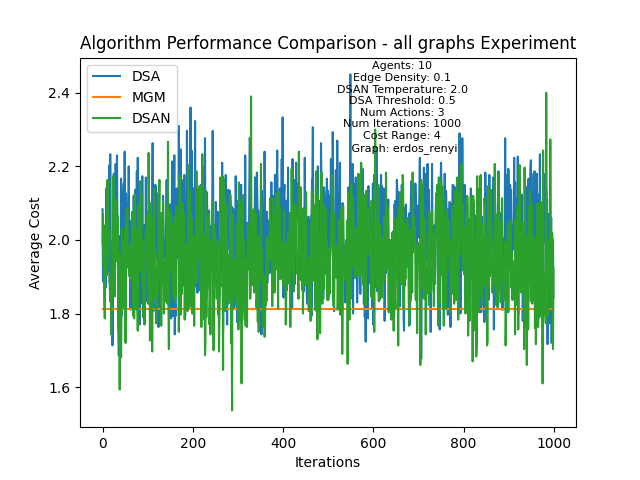 Algorithm Performance Comparison - all graphs Experiment
DSA
MGM
DSAN
Agents: 10
Edge Density: 0.1
DSAN Temperature: 2.0
DSA Threshold: 0.5
Num Actions: 3
Num Iterations: 1000
Cost Range: 4
Graph: erdos_renyi
Average Cost
2.4
2.2
2.0
1.8
1.6
0 200 400 600 800 1000
Iterations